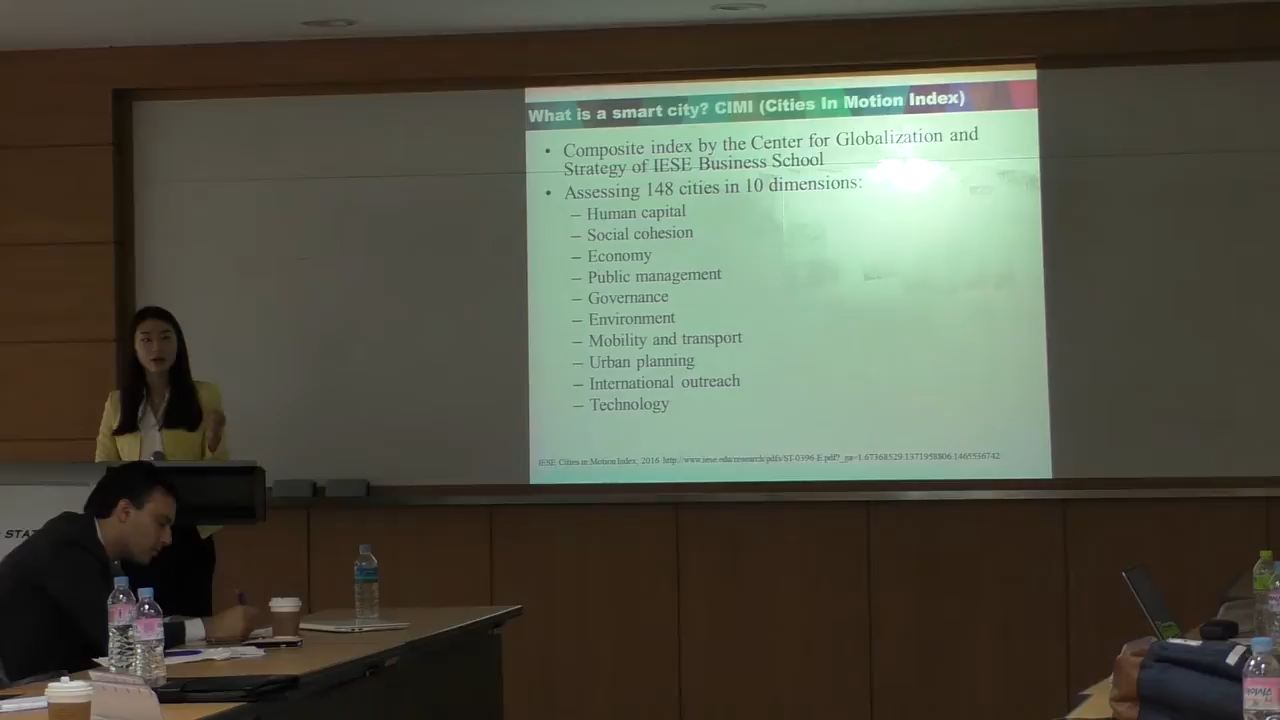 What is a smart city? CIMI (Cities In Motion Index)
• Composite index by the Center for Globalization and
Strategy of IESE Business School
• Assessing 148 cities in 10 dimensions:
– Human capital
– Social cohesion
– Economy
– Public management
– Governance
– Environment
– Mobility and transport
– Urban planning
– International outreach
– Technology
IESE Cities in Motion Index, 2016 http://www.iese.edu/research/pdfs/ST-0396-E.pdf?_ga=1.67368529.1371958806.1465536742